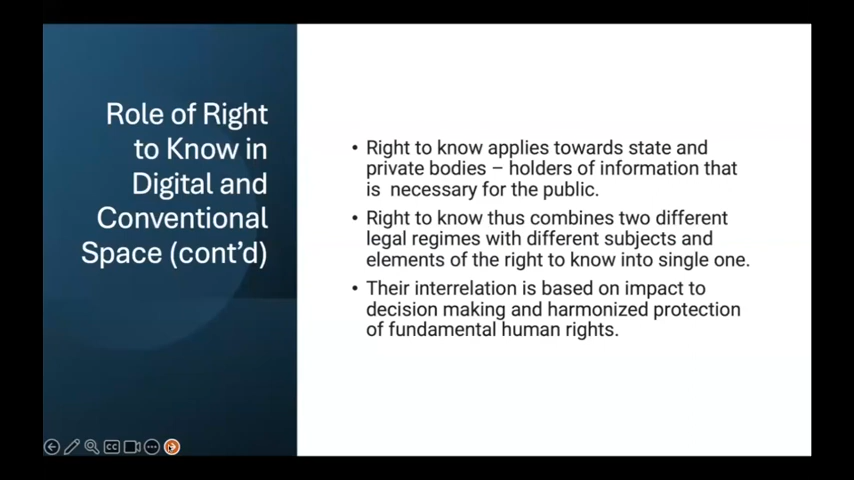 Role of Right
to Know in
Digital and
Conventional
Space (cont’d)
• Right to know applies towards state and
private bodies – holders of information that
is necessary for the public.
• Right to know thus combines two different
legal regimes with different subjects and
elements of the right to know into single one.
• Their interrelation is based on impact to
decision making and harmonized protection
of fundamental human rights.
CC